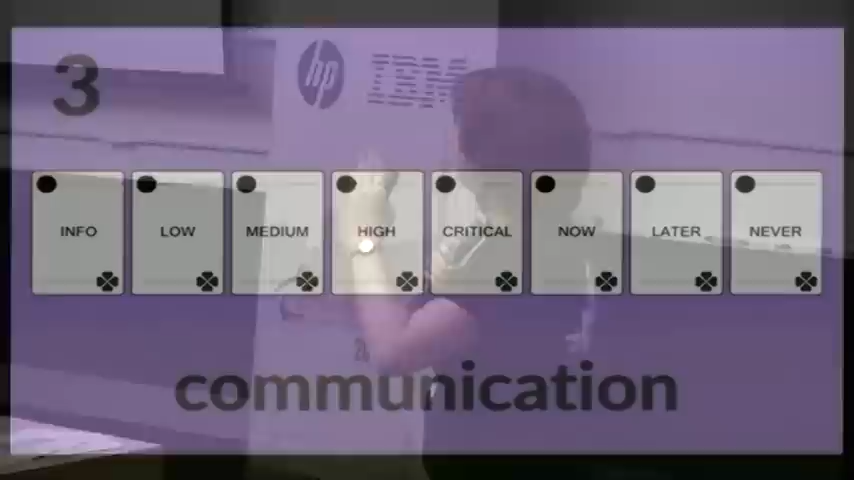 3
hp
IBM
INFO
LOW
MEDIUM
HIGH
CRITICAL
NOW
LATER
NEVER
communication